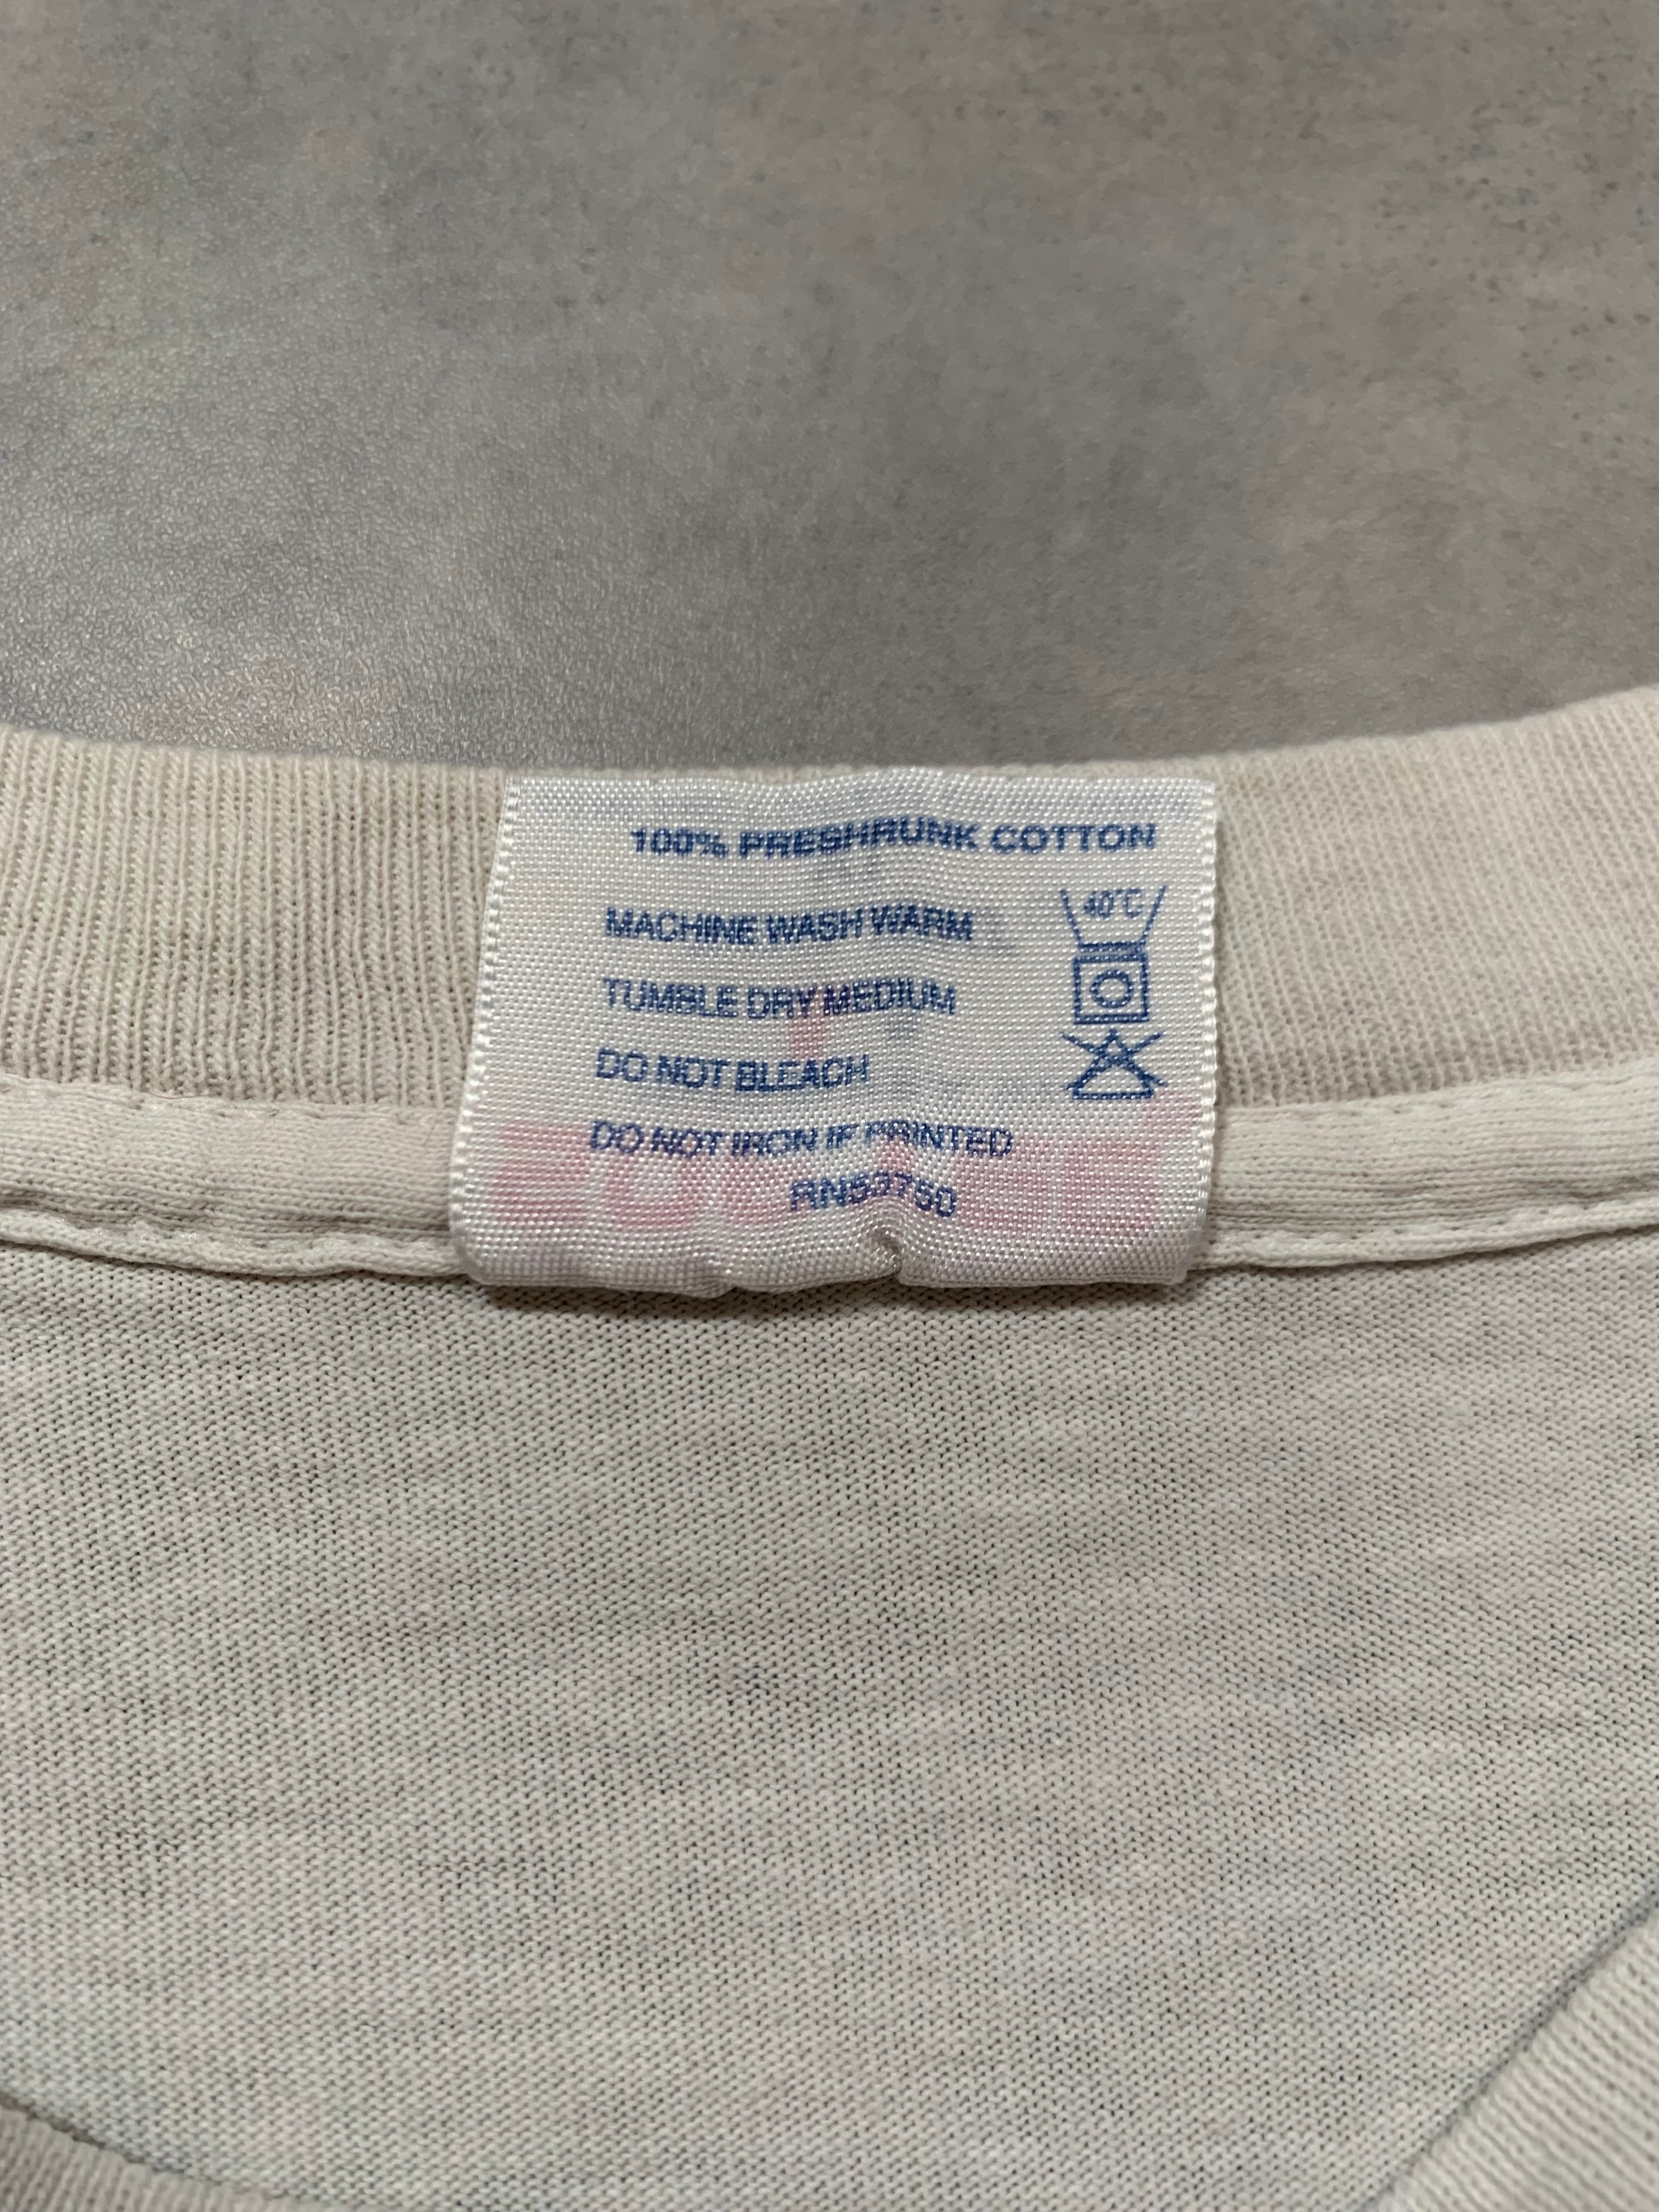 100% PRESHRUNK COTTON
MACHINE WASH WARM
40°C
TUMBLE DRY MEDIUM
DO NOT BLEACH
DO NOT IRON IF PRINTED
RN53750